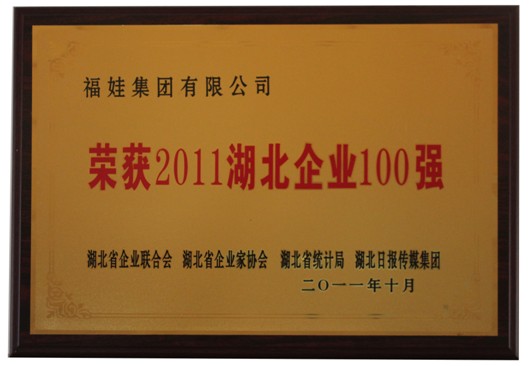 福娃集团有限公司
荣获2011湖北企业100强
湖北省企业联合会 湖北省企业家协会 湖北省统计局 湖北日报传媒集团
二〇一一年十月